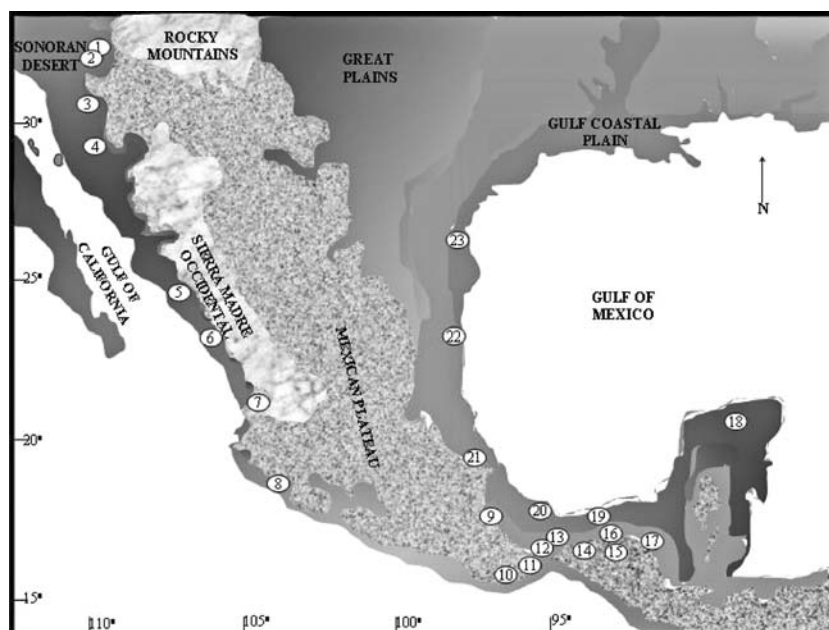 ROCKY
MOUNTAINS
SONORAN
DESERT
1
2
GREAT
PLAINS
3
30°
GULF COASTAL
PLAIN
4
N
23
GULF OF
CALIFORNIA
25°
5
SIERRA MADRE
OCCIDENTAL
GULF OF
MEXICO
6
22
MEXICAN PLATEAU
7
18
20°
21
8
9
20
19
13
16
17
12
14
15
11
10
15°
110°
105°
100°
95°